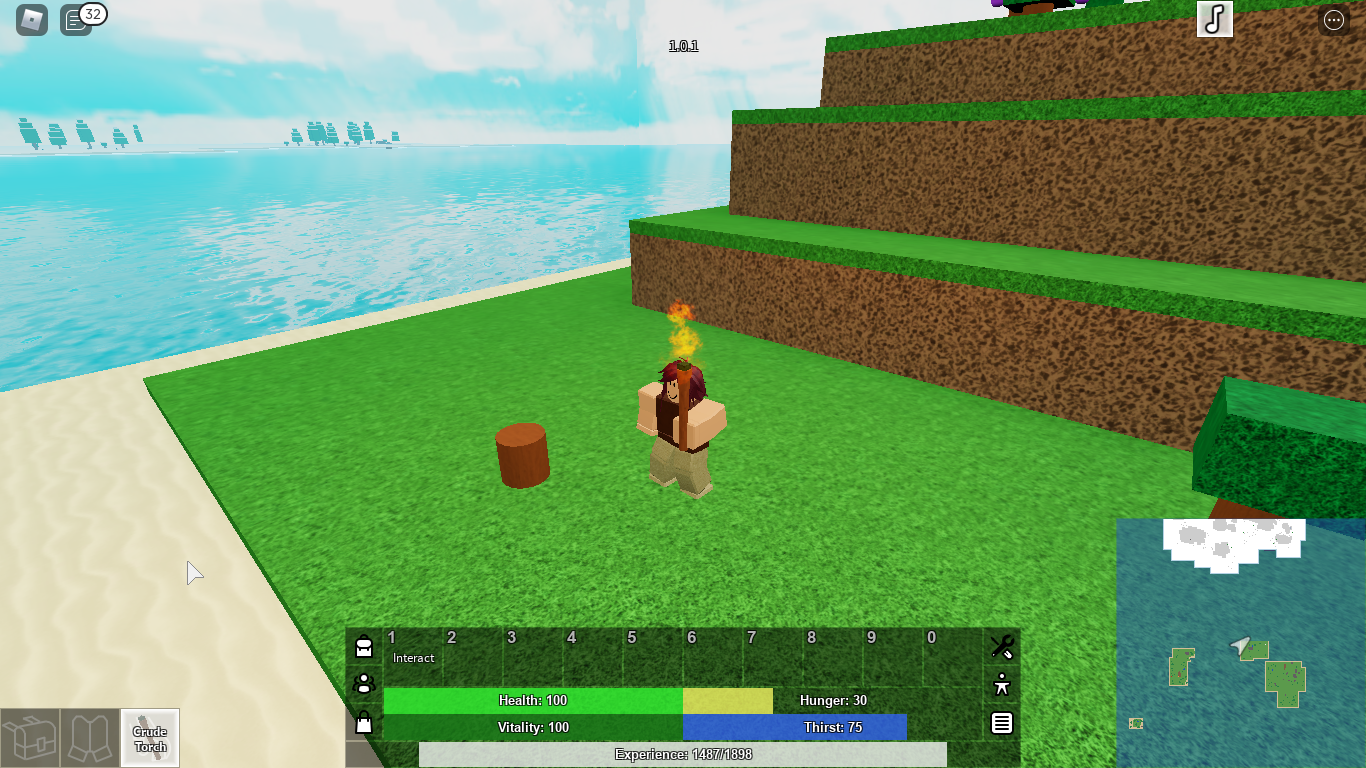 32
1.0.1
1 2 3 4 5 6 7 8 9 0
Interact
Health: 100
Hunger: 30
Vitality: 100
Thirst: 75
Experience: 1487/1898
Crude
Torch